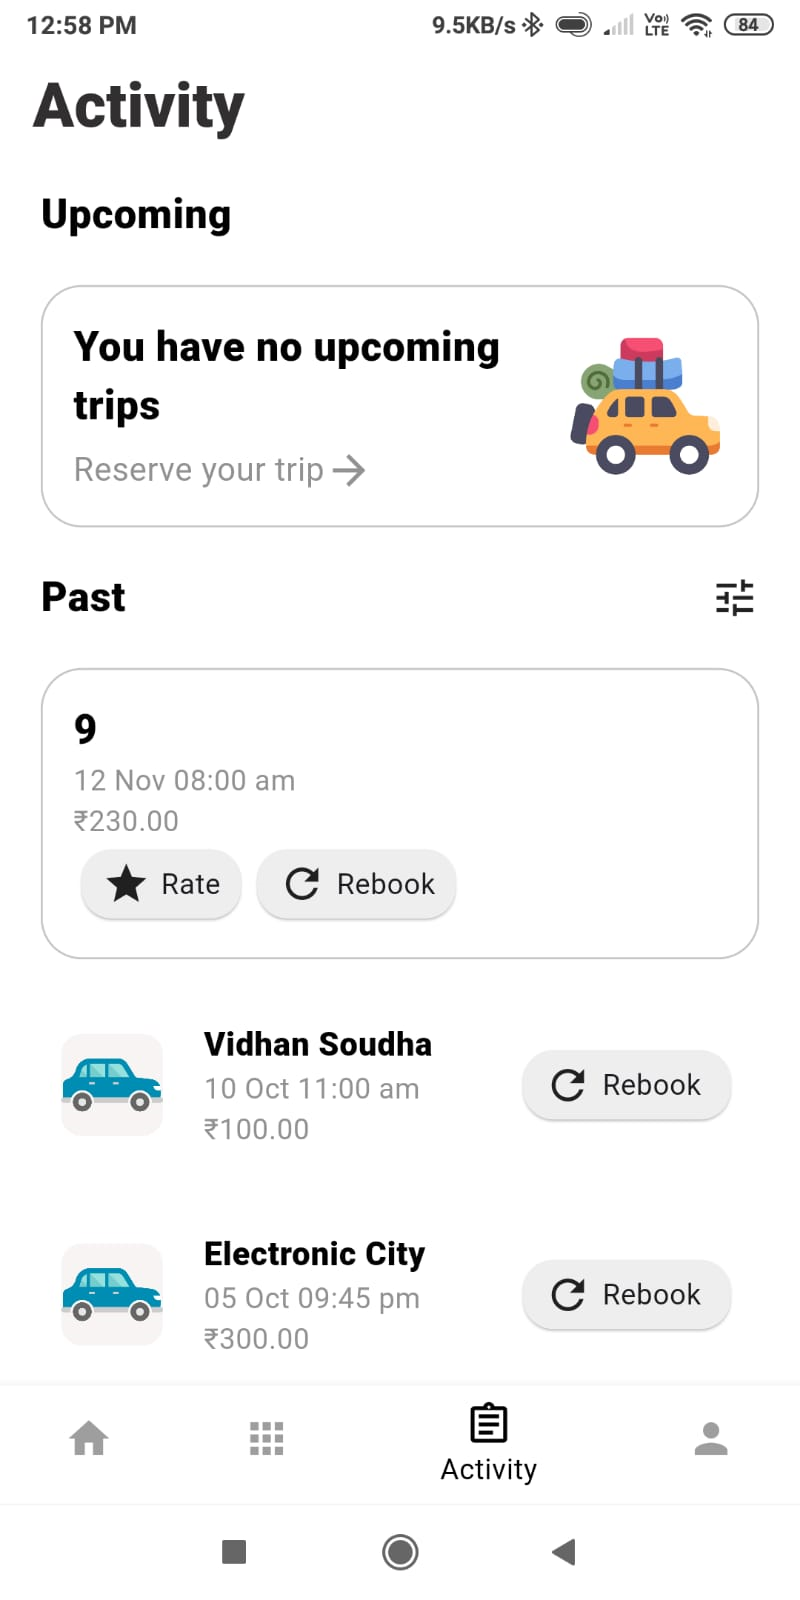 12:58 PM
9.5KB/s
Vo))
LTE
84
Activity
Upcoming
You have no upcoming
trips
Reserve your trip
Past
9
12 Nov 08:00 am
₹230.00
Rate
Rebook
Vidhan Soudha
10 Oct 11:00 am
₹100.00
Rebook
Electronic City
05 Oct 09:45 pm
₹300.00
Rebook
Activity